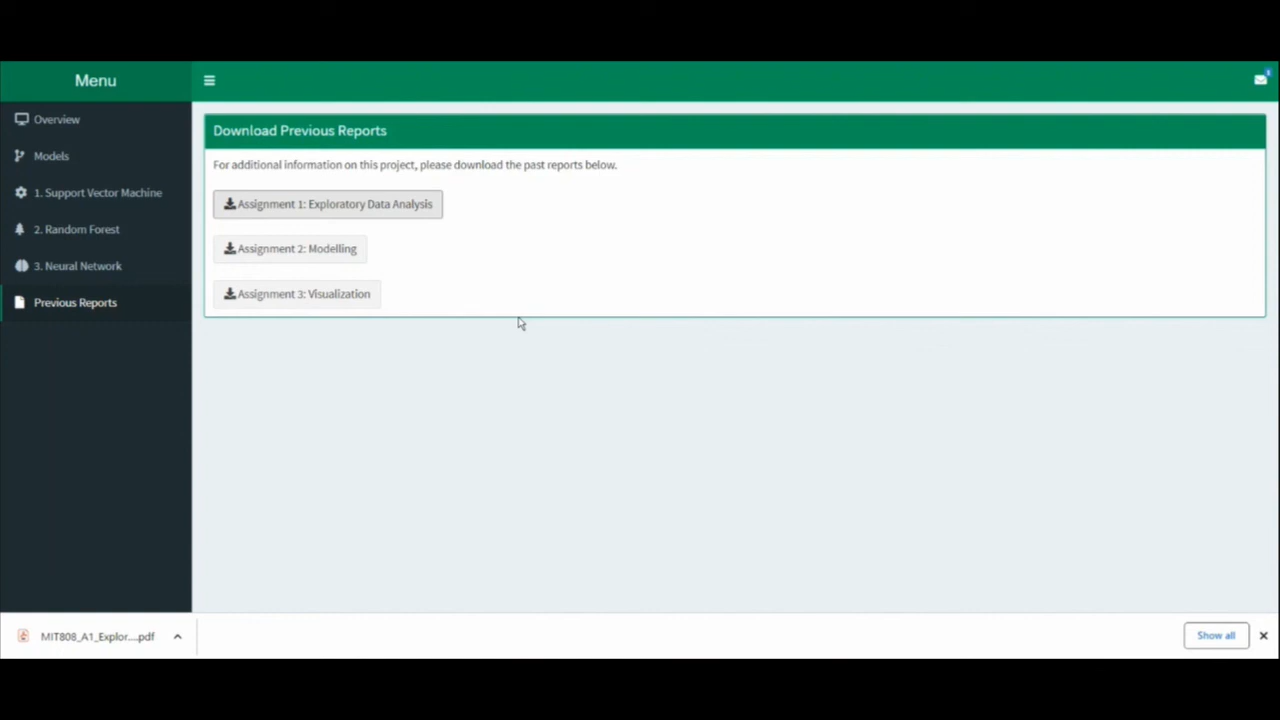 Menu
Overview
Models
1. Support Vector Machine
2. Random Forest
3. Neural Network
Previous Reports
Download Previous Reports
For additional information on this project, please download the past reports below.
Assignment 1: Exploratory Data Analysis
Assignment 2: Modelling
Assignment 3: Visualization
MIT808_A1_Explor....pdf
Show all